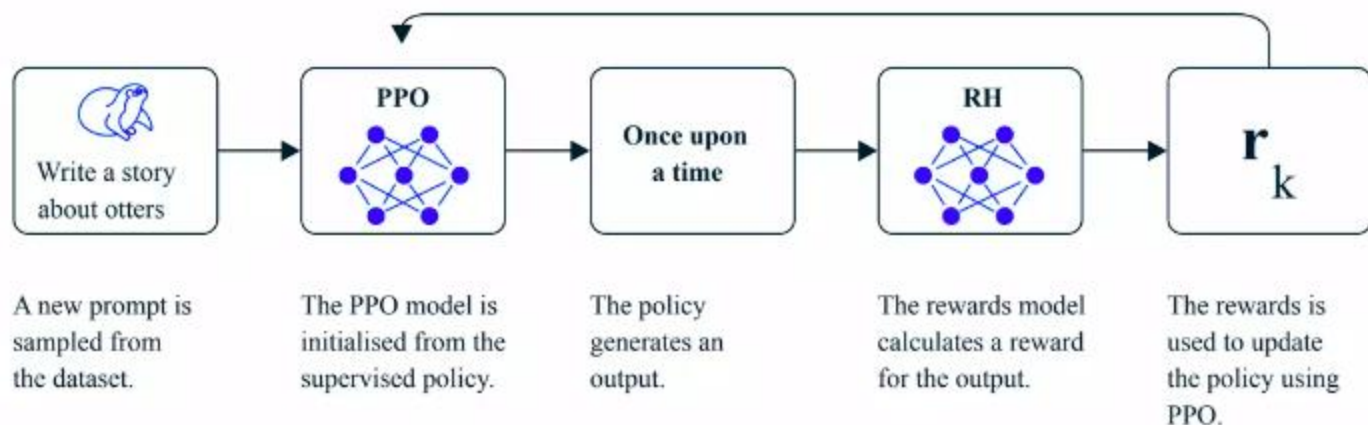 Write a story
about otters
PPO
Once upon
a time
RH
r k
A new prompt is
sampled from
the dataset.
The PPO model is
initialised from the
supervised policy.
The policy
generates an
output.
The rewards model
calculates a reward
for the output.
The rewards is
used to update
the policy using
PPO.